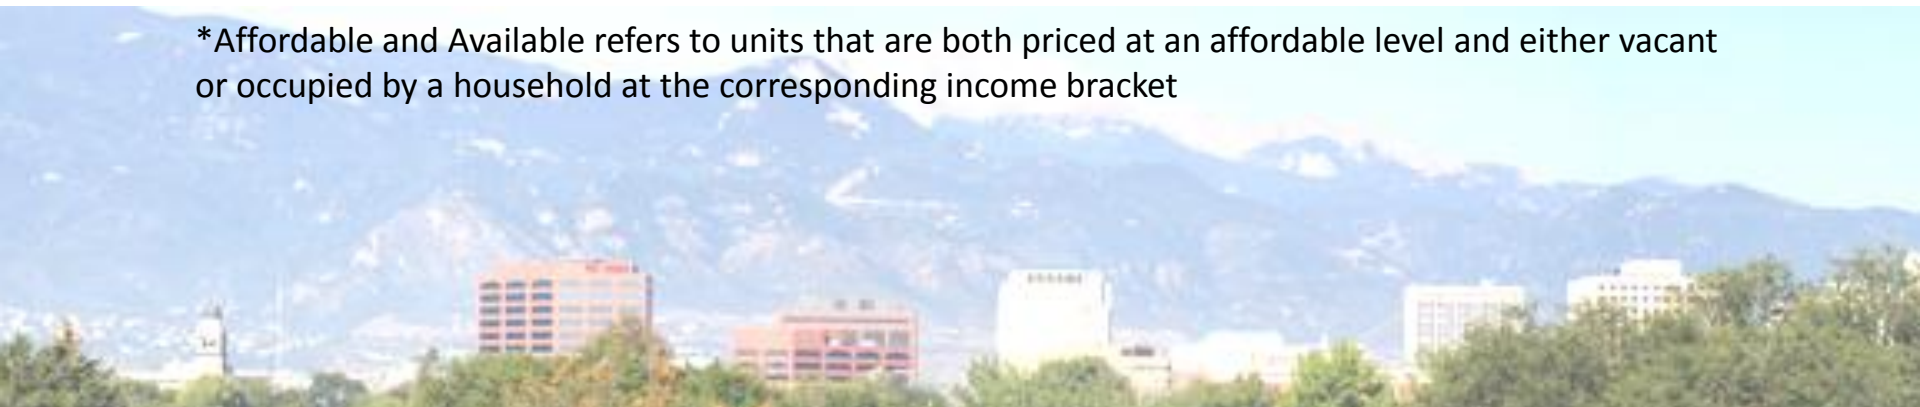 *Affordable and Available refers to units that are both priced at an affordable level and either vacant
or occupied by a household at the corresponding income bracket